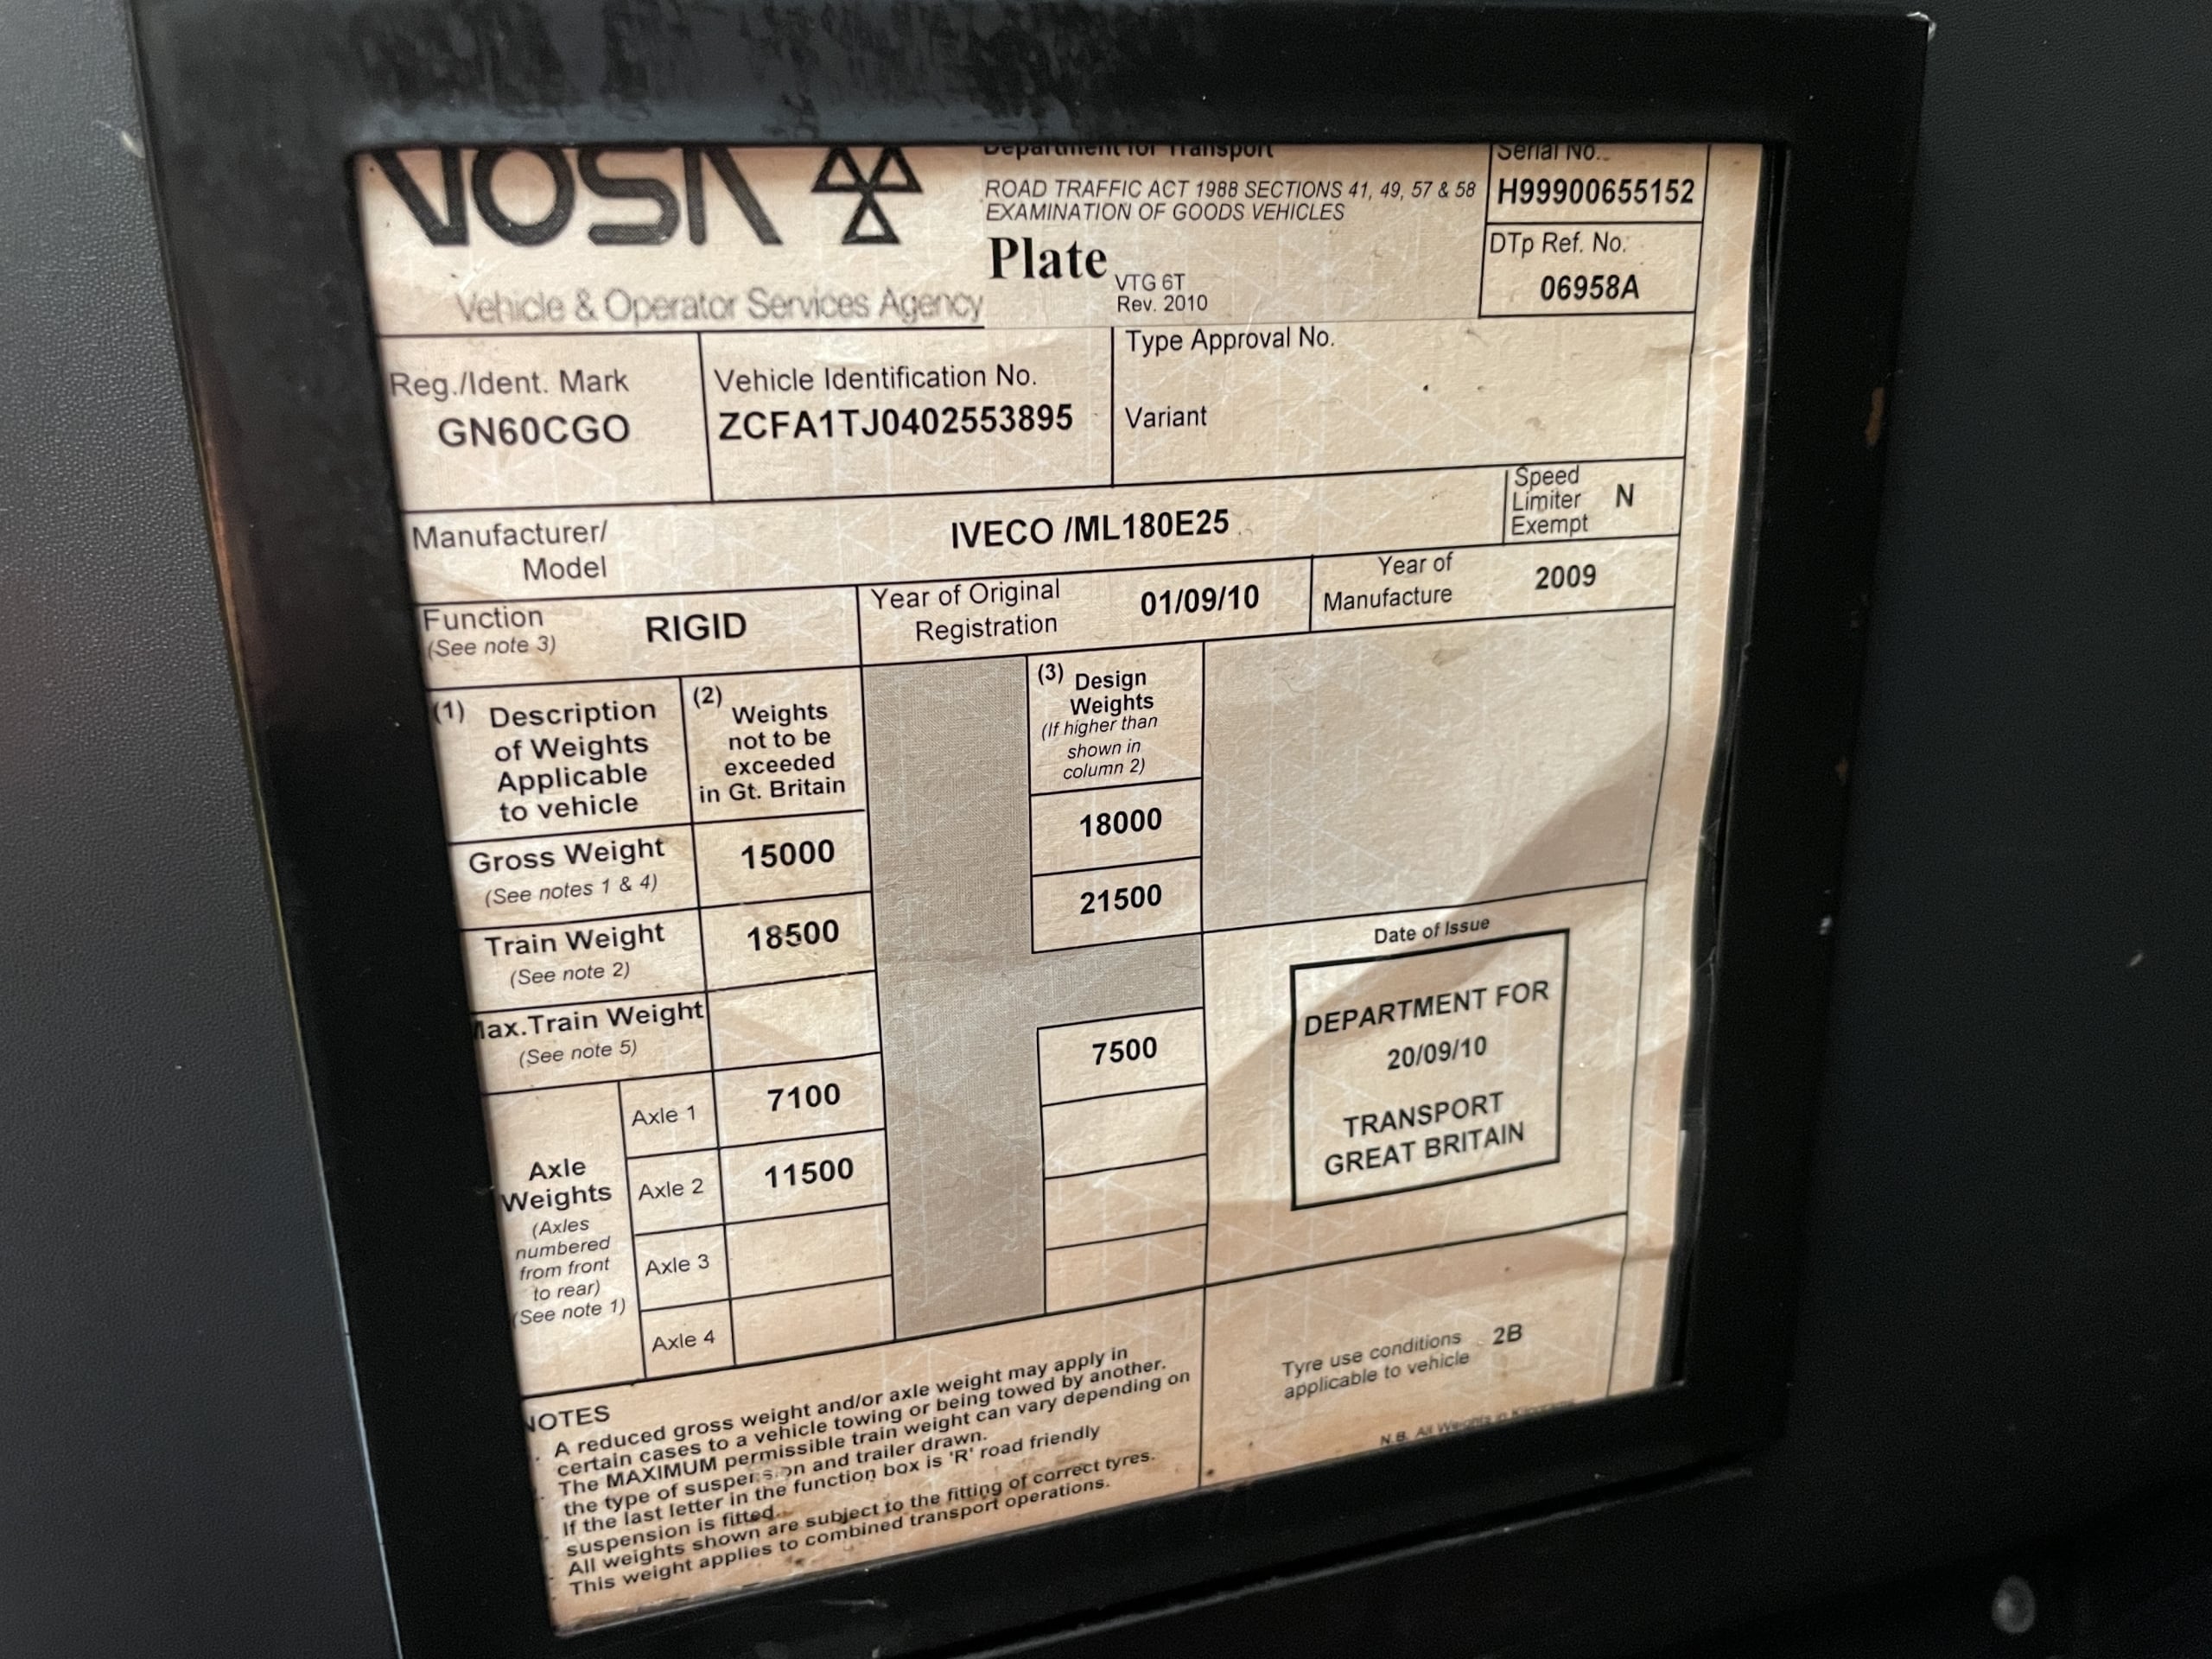 VOSA
Department for Transport
ROAD TRAFFIC ACT 1988 SECTIONS 41, 49, 57 & 58
EXAMINATION OF GOODS VEHICLES
Plate
VTG 6T
Rev. 2010
Serial No.
H99900655152
DTp Ref. No.
06958A
Vehicle & Operator Services Agency
Reg./Ident. Mark
GN60CGO
Vehicle Identification No.
ZCFA1TJ0402553895
Type Approval No.
Variant
Manufacturer/
Model
IVECO /ML180E25
Speed
Limiter
Exempt
N
Function
(See note 3)
RIGID
Year of Original
Registration
01/09/10
Year of
Manufacture
2009
(1) Description
of Weights
Applicable
to vehicle
(2) Weights
not to be
exceeded
in Gt. Britain
(3) Design
Weights
(If higher than
shown in
column 2)
Gross Weight
(See notes 1 & 4)
15000
18000
Train Weight
(See note 2)
18500
21500
Max.Train Weight
(See note 5)
Axle
Weights
(Axles
numbered
from front
to rear)
(See note 1)
Axle 1
7100
7500
Axle 2
11500
Axle 3
Axle 4
Date of Issue
DEPARTMENT FOR
20/09/10
TRANSPORT
GREAT BRITAIN
NOTES
A reduced gross weight and/or axle weight may apply in
certain cases to a vehicle towing or being towed by another.
The MAXIMUM permissible train weight can vary depending on
the type of suspension and trailer drawn.
If the last letter in the function box is 'R' road friendly
suspension is fitted.
All weights shown are subject to the fitting of correct tyres.
This weight applies to combined transport operations.
Tyre use conditions
applicable to vehicle
2B
N.B. All Weights in Kilograms